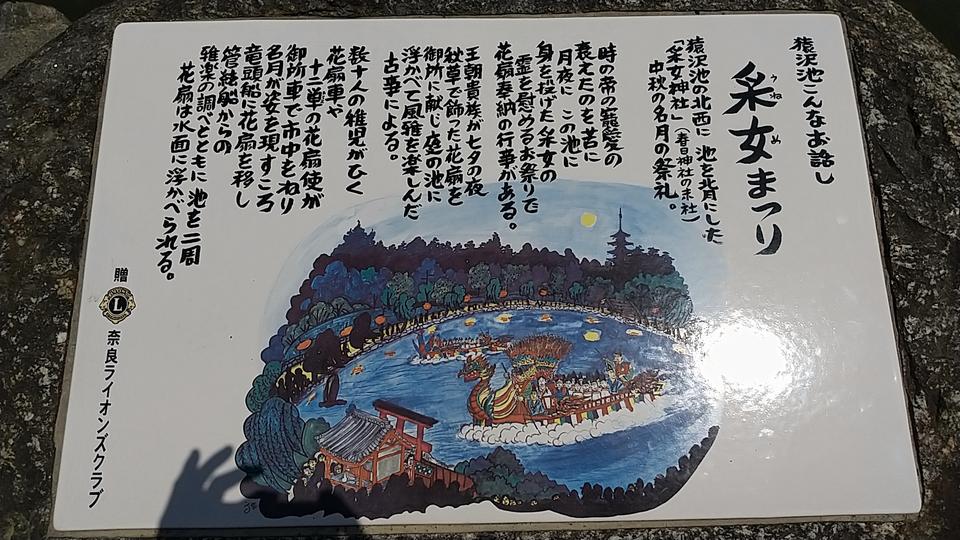 猿沢池こんなお話し
采女まつり
うねめ
猿沢池の北西に 池を背にした
「采女神社」(春日神社の末社)
中秋の名月の祭礼。
時の帝の寵愛の
衰えたのを苦に
月夜に この池に
身を投げた采女の
霊を慰めるお祭りで
花扇奉納の行事がある。
王朝貴族が七夕の夜
秋草で飾った花扇を
御所に献じ庭の池に
浮かべて風雅を楽しんだ
古事による。
数十人の稚児がひく
花扇車や
十二単の花扇使が
御所車で市中をねり
名月が姿を現すころ
竜頭船に花扇を移し
管絃船からの
雅楽の調べとともに 池を二周
花扇は水面に浮かべられる。
贈
L
奈良ライオンズクラブ